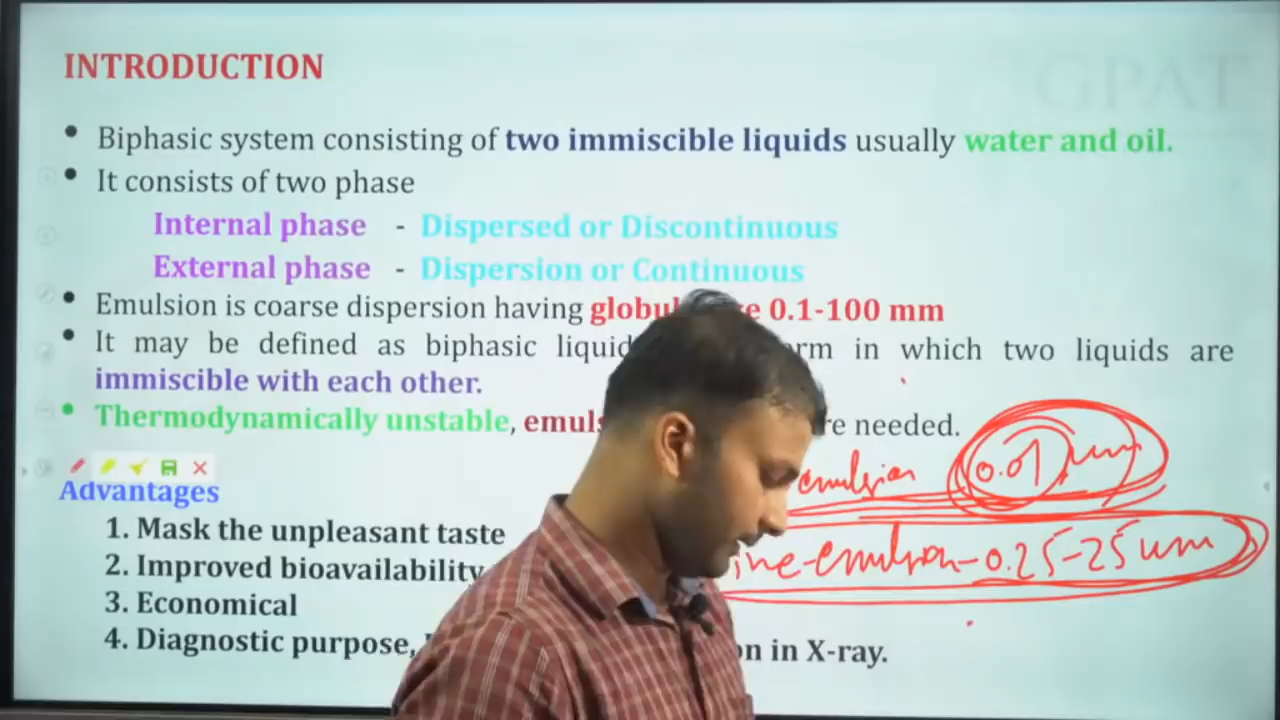 GPAT
INTRODUCTION
• Biphasic system consisting of two immiscible liquids usually water and oil.
• It consists of two phase
Internal phase - Dispersed or Discontinuous
External phase - Dispersion or Continuous
• Emulsion is coarse dispersion having 0.1-100 mm
• It may be defined as biphasic in which two liquids are
immiscible with each other.
• Thermodynamically unstable, needed.
emulsion 0.01 um
Advantages
1. Mask the unpleasant taste
-emulsion-0.25-25 um
2. Improved bioavailability
3. Economical
4. Diagnostic purpose, in X-ray.